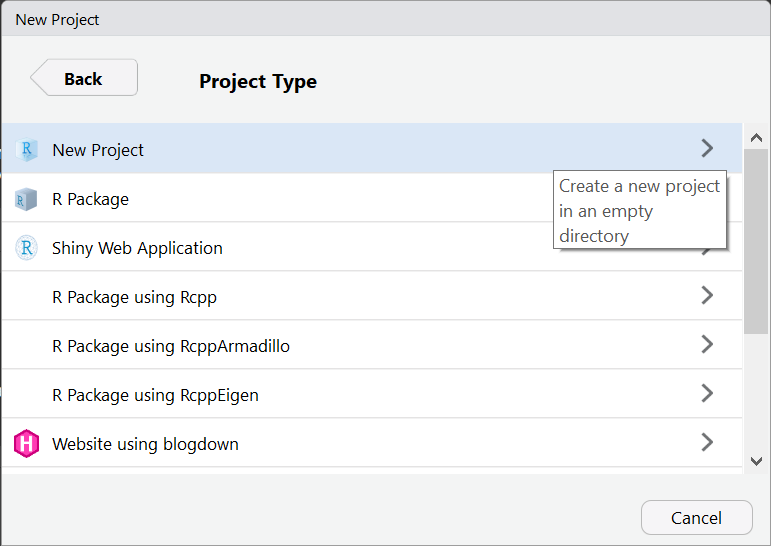 New Project
Back
Project Type
R New Project
R R Package
R Shiny Web Application
R Package using Rcpp
R Package using RcppArmadillo
R Package using RcppEigen
H Website using blogdown
Create a new project
in an empty
directory
Cancel